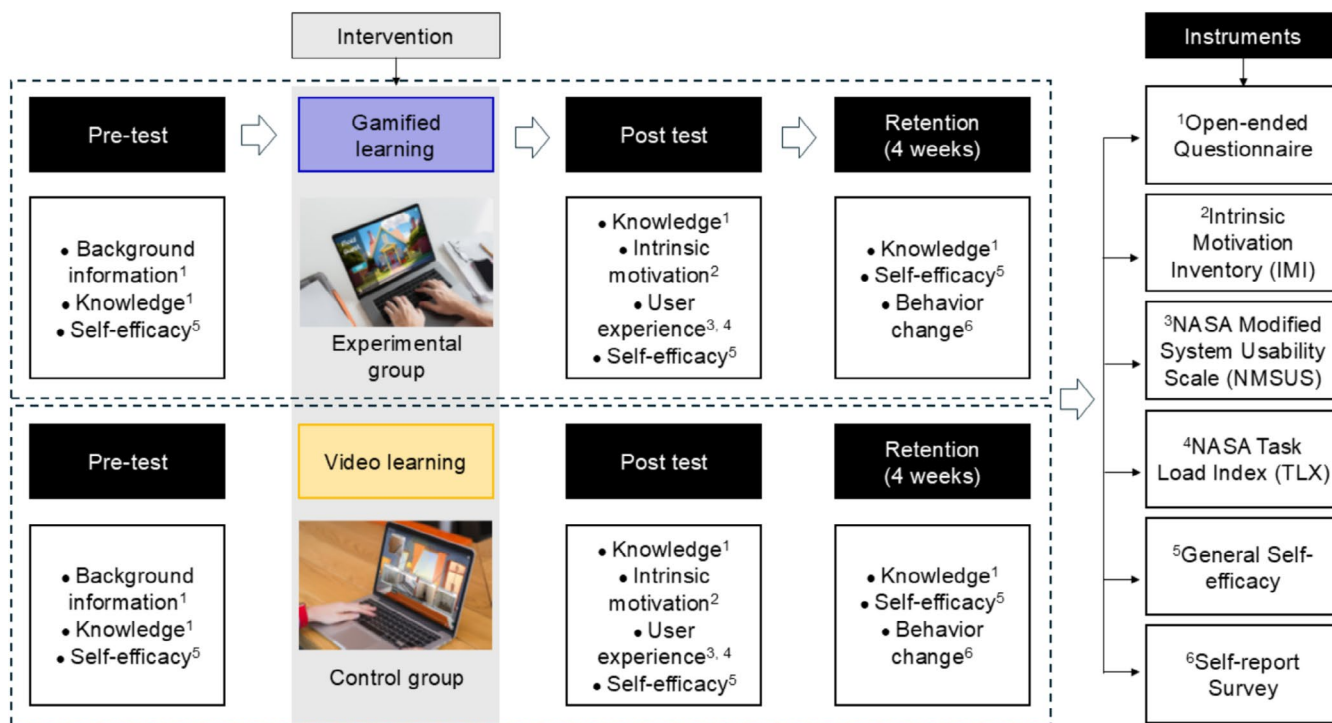 Intervention
Instruments
Pre-test
Gamified
learning
Post test
Retention
(4 weeks)
• Background
information¹
• Knowledge¹
• Self-efficacy⁵
Experimental
group
• Knowledge¹
• Intrinsic
motivation²
• User
experience³, ⁴
• Self-efficacy⁵
• Knowledge¹
• Self-efficacy⁵
• Behavior
change⁶
Pre-test
Video learning
Post test
Retention
(4 weeks)
• Background
information¹
• Knowledge¹
• Self-efficacy⁵
Control group
• Knowledge¹
• Intrinsic
motivation²
• User
experience³, ⁴
• Self-efficacy⁵
• Knowledge¹
• Self-efficacy⁵
• Behavior
change⁶
¹Open-ended
Questionnaire
²Intrinsic
Motivation
Inventory (IMI)
³NASA Modified
System Usability
Scale (NMSUS)
⁴NASA Task
Load Index (TLX)
⁵General Self-
efficacy
⁶Self-report
Survey